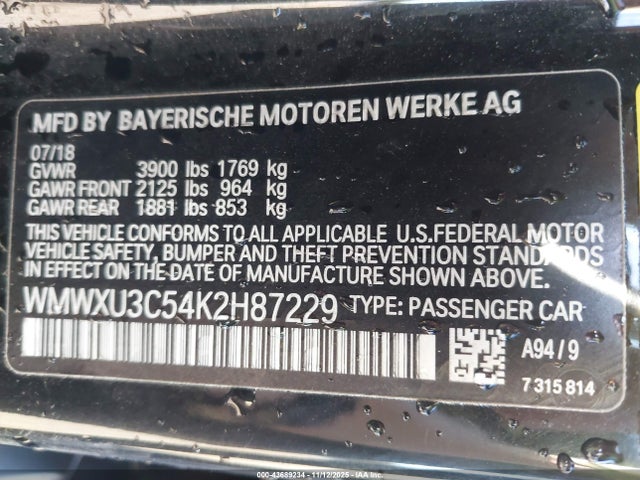 MFD BY BAYERISCHE MOTOREN WERKE AG
07/18
GVWR 3900 lbs 1769 kg
GAWR FRONT 2125 lbs 964 kg
GAWR REAR 1881 lbs 853 kg
THIS VEHICLE CONFORMS TO ALL APPLICABLE U.S.FEDERAL MOTOR
VEHICLE SAFETY, BUMPER AND THEFT PREVENTION STANDARDS
IN EFFECT ON THE DATE OF MANUFACTURE SHOWN ABOVE.
WMWXU3C54K2H87229 TYPE: PASSENGER CAR
A94/9
7 315 814
000-43689234 - 11/12/2025 - COPART